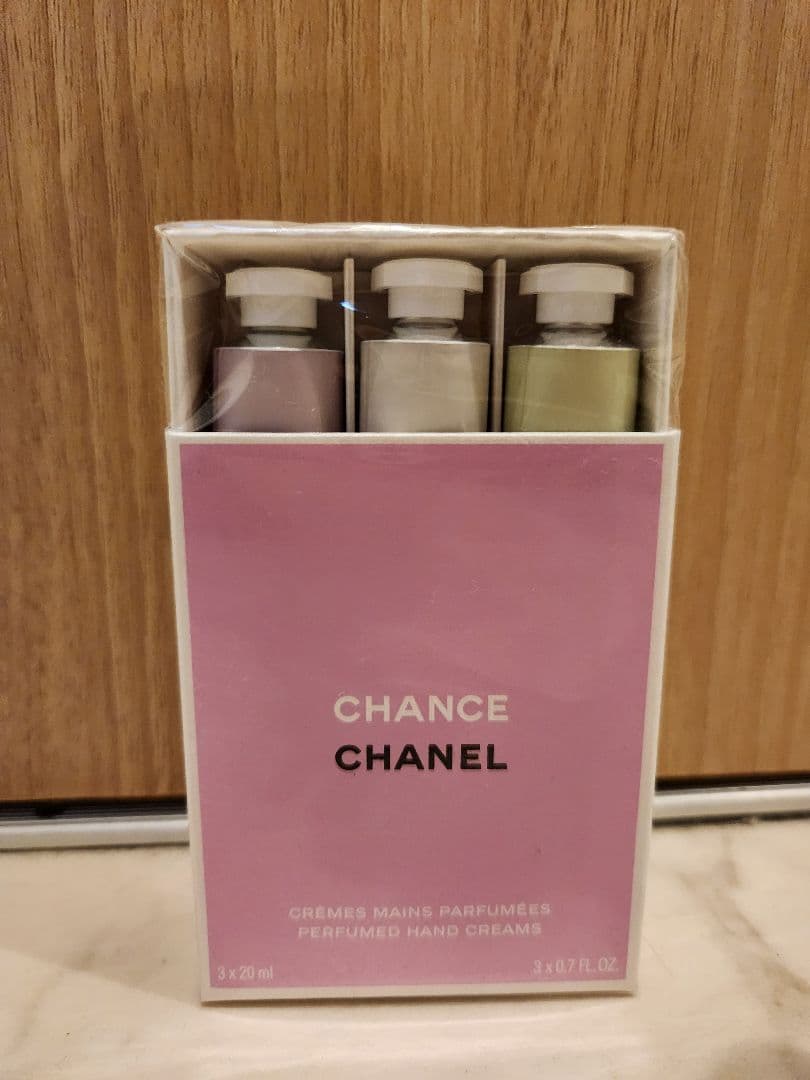 CHANCE
CHANEL
CRÈMES MAINS PARFUMÉES
PERFUMED HAND CREAMS
3 x 20 ml
3 x 0.7 FL. OZ.